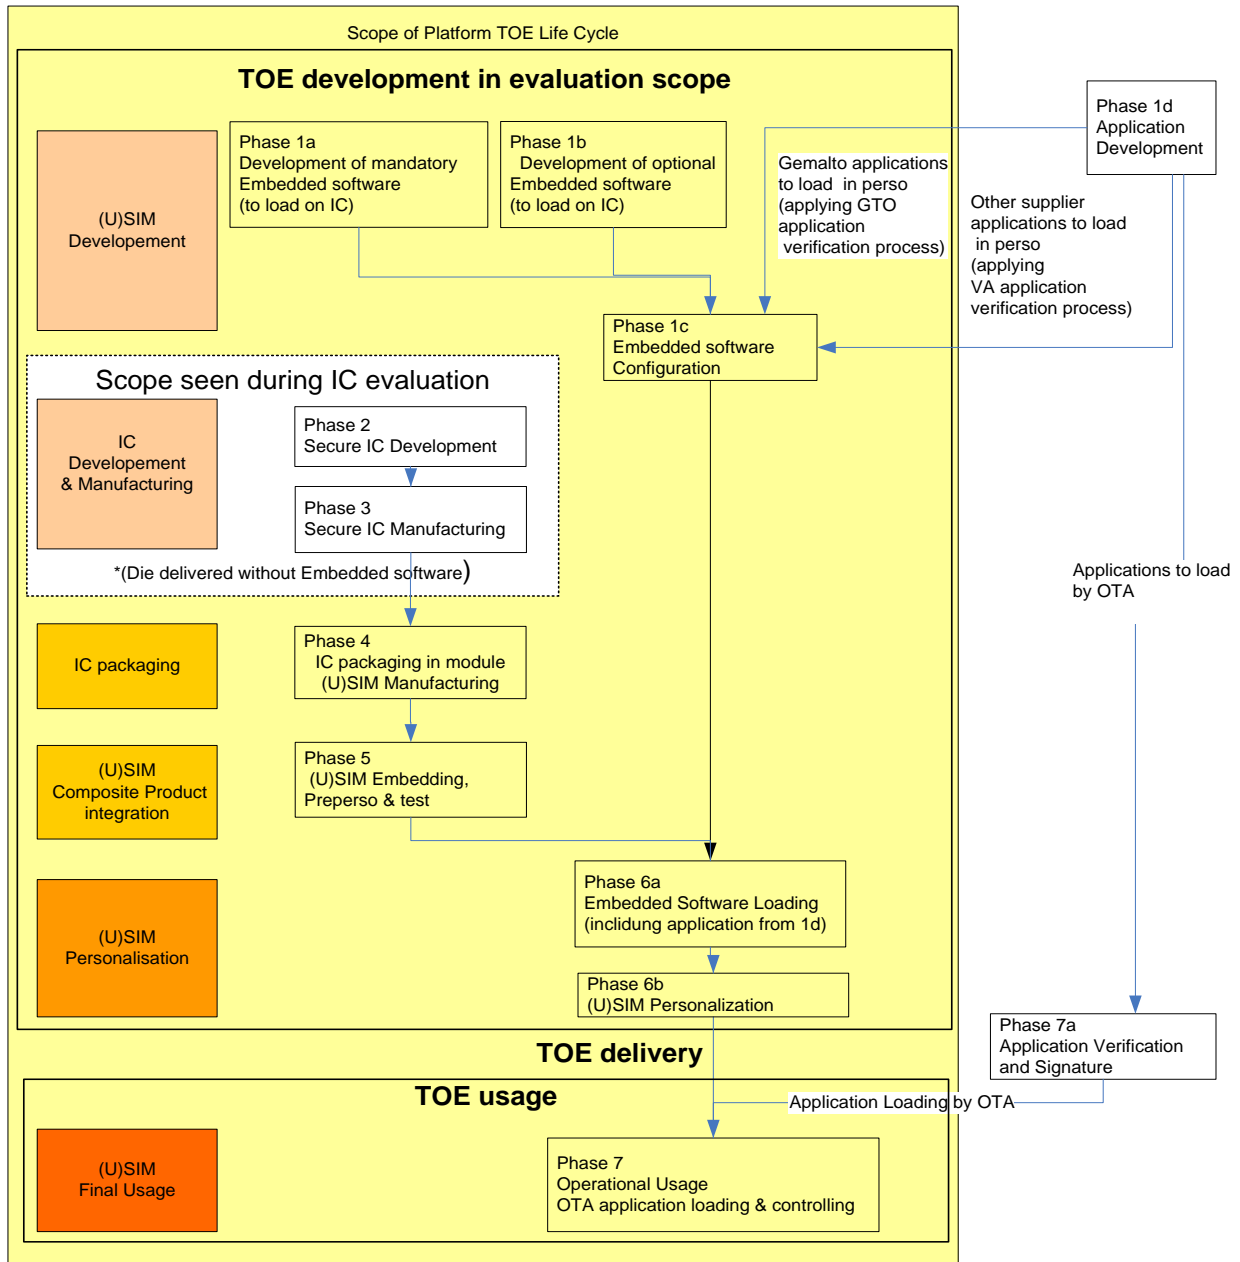 Scope of Platform TOE Life Cycle
TOE development in evaluation scope
(U)SIM
Developement
Phase 1a
Development of mandatory
Embedded software
(to load on IC)
Phase 1b
Development of optional
Embedded software
(to load on IC)
Gemalto applications
to load in perso
(applying GTO
application
verification process)
Phase 1d
Application
Development
Other supplier
applications to load
in perso
(applying
VA application
verification process)
Phase 1c
Embedded software
Configuration
Scope seen during IC evaluation
IC
Developement
& Manufacturing
Phase 2
Secure IC Development
Phase 3
Secure IC Manufacturing
*(Die delivered without Embedded software)
Applications to load
by OTA
IC packaging
Phase 4
IC packaging in module
(U)SIM Manufacturing
(U)SIM
Composite Product
integration
Phase 5
(U)SIM Embedding,
Preperso & test
(U)SIM
Personalisation
Phase 6a
Embedded Software Loading
(inclidung application from 1d)
Phase 6b
(U)SIM Personalization
Phase 7a
Application Verification
and Signature
TOE delivery
TOE usage
Application Loading by OTA
(U)SIM
Final Usage
Phase 7
Operational Usage
OTA application loading & controlling